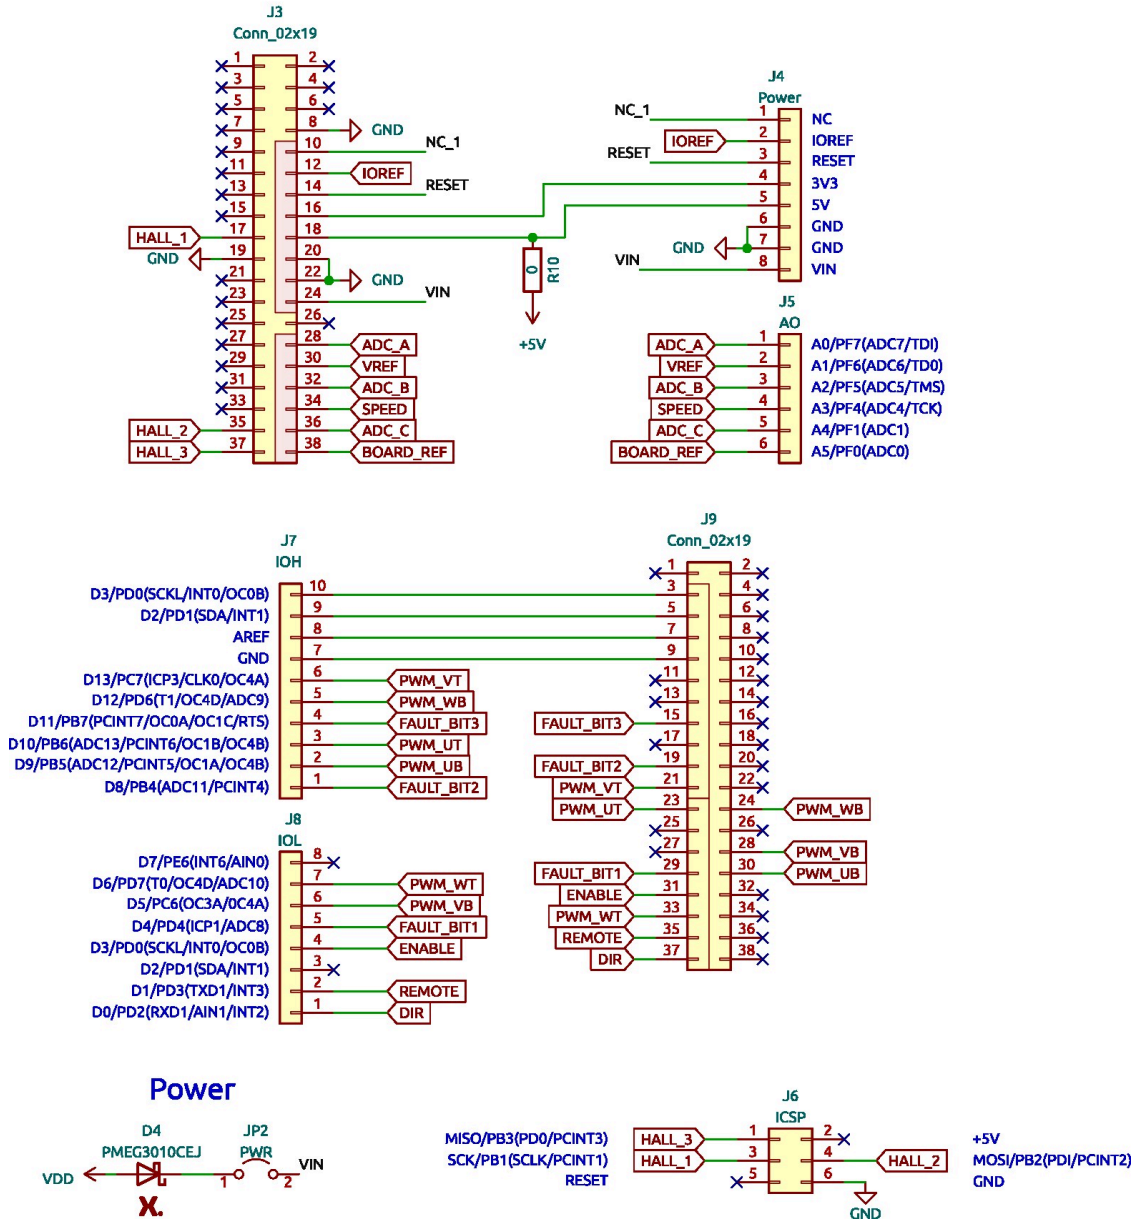 J3
Conn_02x19
1 2
3 4
5 6
7 8 GND
9 10 NC_1
11 12 IOREF
13 14 RESET
15 16
HALL_1 17 18
GND 19 20
21 22 GND
23 24 VIN
25 26
27 28 ADC_A
29 30 VREF
31 32 ADC_B
33 34 SPEED
HALL_2 35 36 ADC_C
HALL_3 37 38 BOARD_REF
0 R10
+5V
J4
Power
NC_1 1 NC
IOREF 2 IOREF
RESET 3 RESET
4 3V3
5 5V
6 GND
GND 7 GND
VIN 8 VIN
J5
AO
ADC_A 1 A0/PF7(ADC7/TDI)
VREF 2 A1/PF6(ADC6/TD0)
ADC_B 3 A2/PF5(ADC5/TMS)
SPEED 4 A3/PF4(ADC4/TCK)
ADC_C 5 A4/PF1(ADC1)
BOARD_REF 6 A5/PF0(ADC0)
J7
IOH
D3/PD0(SCKL/INT0/OC0B) 10
D2/PD1(SDA/INT1) 9
AREF 8
GND 7
D13/PC7(ICP3/CLK0/OC4A) 6 PWM_VT
D12/PD6(T1/OC4D/ADC9) 5 PWM_WB
D11/PB7(PCINT7/OC0A/OC1C/RTS) 4 FAULT_BIT3
D10/PB6(ADC13/PCINT6/OC1B/OC4B) 3 PWM_UT
D9/PB5(ADC12/PCINT5/OC1A/OC4B) 2 PWM_UB
D8/PB4(ADC11/PCINT4) 1 FAULT_BIT2
J8
IOL
D7/PE6(INT6/AIN0) 8
D6/PD7(T0/OC4D/ADC10) 7 PWM_WT
D5/PC6(OC3A/0C4A) 6 PWM_VB
D4/PD4(ICP1/ADC8) 5 FAULT_BIT1
D3/PD0(SCKL/INT0/OC0B) 4 ENABLE
D2/PD1(SDA/INT1) 3
D1/PD3(TXD1/INT3) 2 REMOTE
D0/PD2(RXD1/AIN1/INT2) 1 DIR
J9
Conn_02x19
1 2
3 4
5 6
7 8
9 10
11 12
13 14
FAULT_BIT3 15 16
17 18
FAULT_BIT2 19 20
PWM_VT 21 22
PWM_UT 23 24 PWM_WB
25 26
27 28 PWM_VB
FAULT_BIT1 29 30 PWM_UB
ENABLE 31 32
PWM_WT 33 34
REMOTE 35 36
DIR 37 38
Power
D4
PMEG3010CEJ
VDD
X.
JP2
PWR
1 2 VIN
J6
ICSP
MISO/PB3(PD0/PCINT3) HALL_3 1 2 +5V
SCK/PB1(SCLK/PCINT1) HALL_1 3 4 HALL_2 MOSI/PB2(PDI/PCINT2)
RESET 5 6 GND
GND